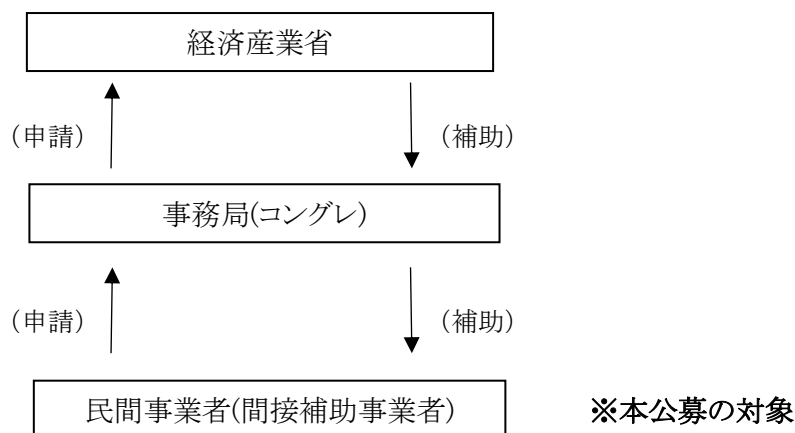 経済産業省
（申請） （補助）
事務局(コングレ)
（申請） （補助）
民間事業者(間接補助事業者) ※本公募の対象